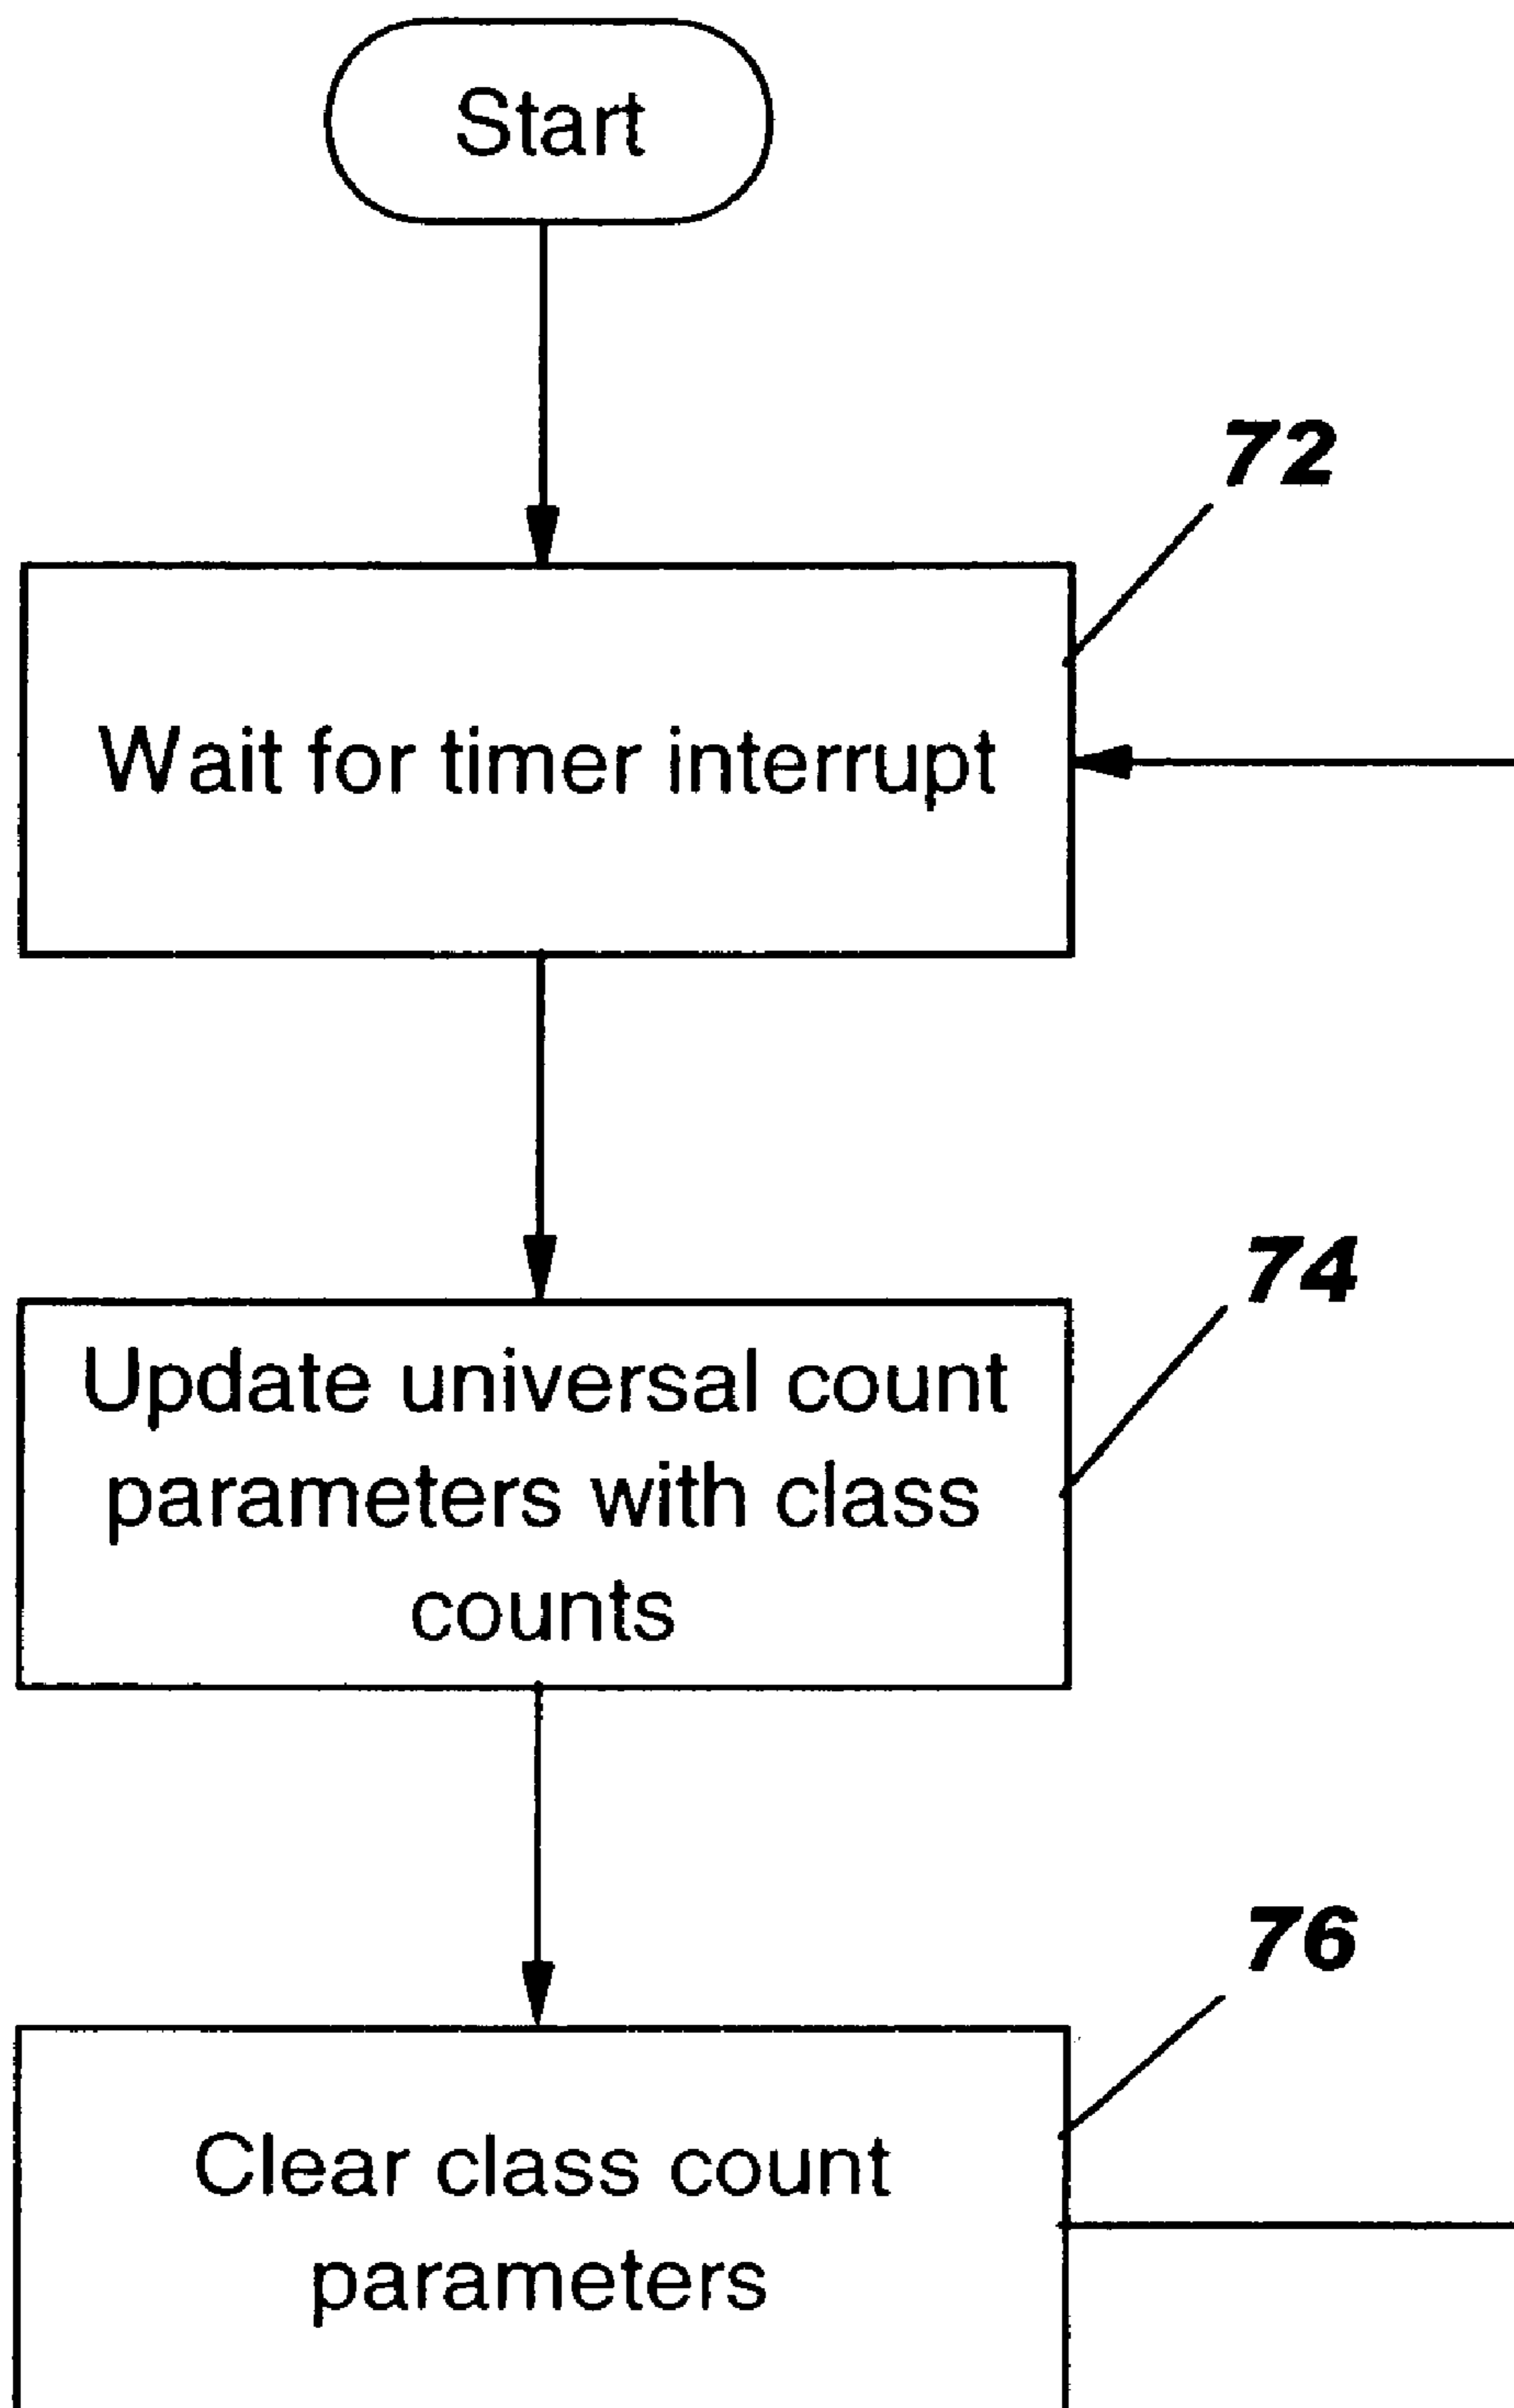 Start
72
Wait for timer interrupt
74
Update universal count
parameters with class
counts
76
Clear class count
parameters